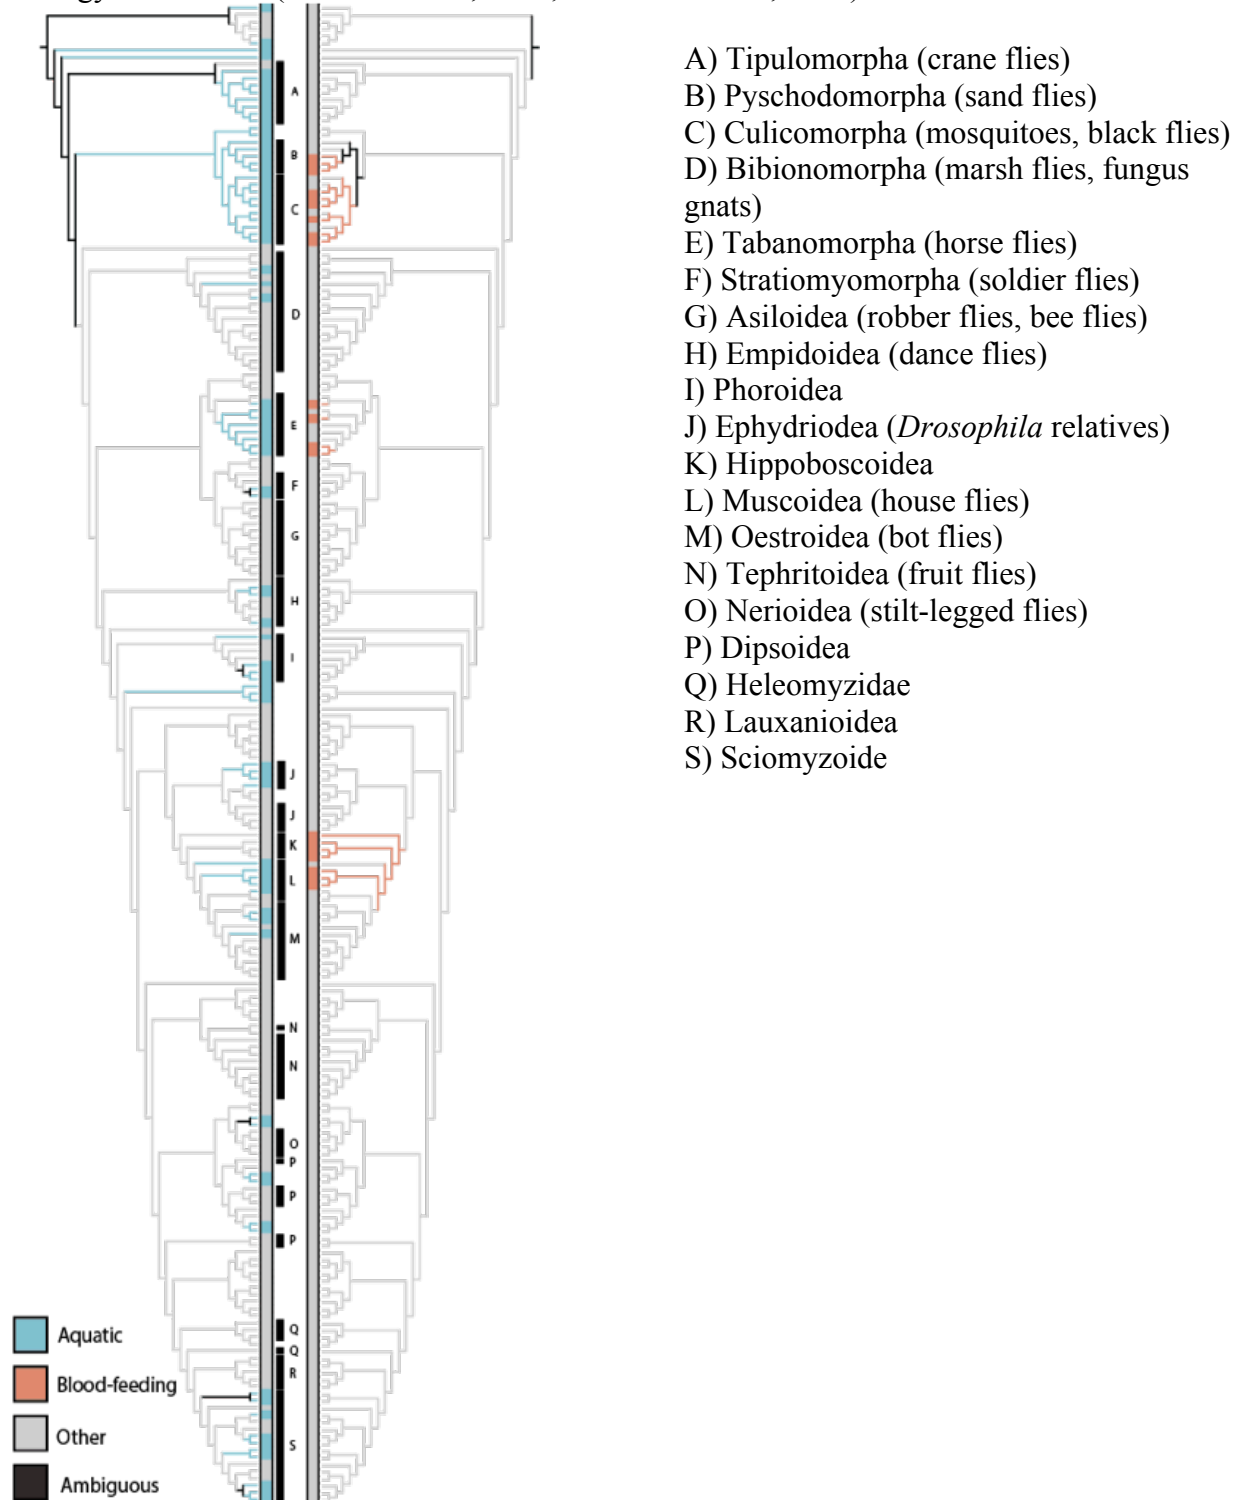 A) Tipulomorpha (crane flies)
B) Pyschodomorpha (sand flies)
C) Culicomorpha (mosquitoes, black flies)
D) Bibionomorpha (marsh flies, fungus
gnats)
E) Tabanomorpha (horse flies)
F) Stratiomyomorpha (soldier flies)
G) Asiloidea (robber flies, bee flies)
H) Empidoidea (dance flies)
I) Phoroidea
J) Ephydriodea (Drosophila relatives)
K) Hippoboscoidea
L) Muscoidea (house flies)
M) Oestroidea (bot flies)
N) Tephritoidea (fruit flies)
O) Nerioidea (stilt-legged flies)
P) Dipsoidea
Q) Heleomyzidae
R) Lauxanioidea
S) Sciomyzoide
A
B
C
D
E
F
G
H
I
J
J
K
L
M
N
N
O
P
P
P
Q
Q
R
S
Aquatic
Blood-feeding
Other
Ambiguous